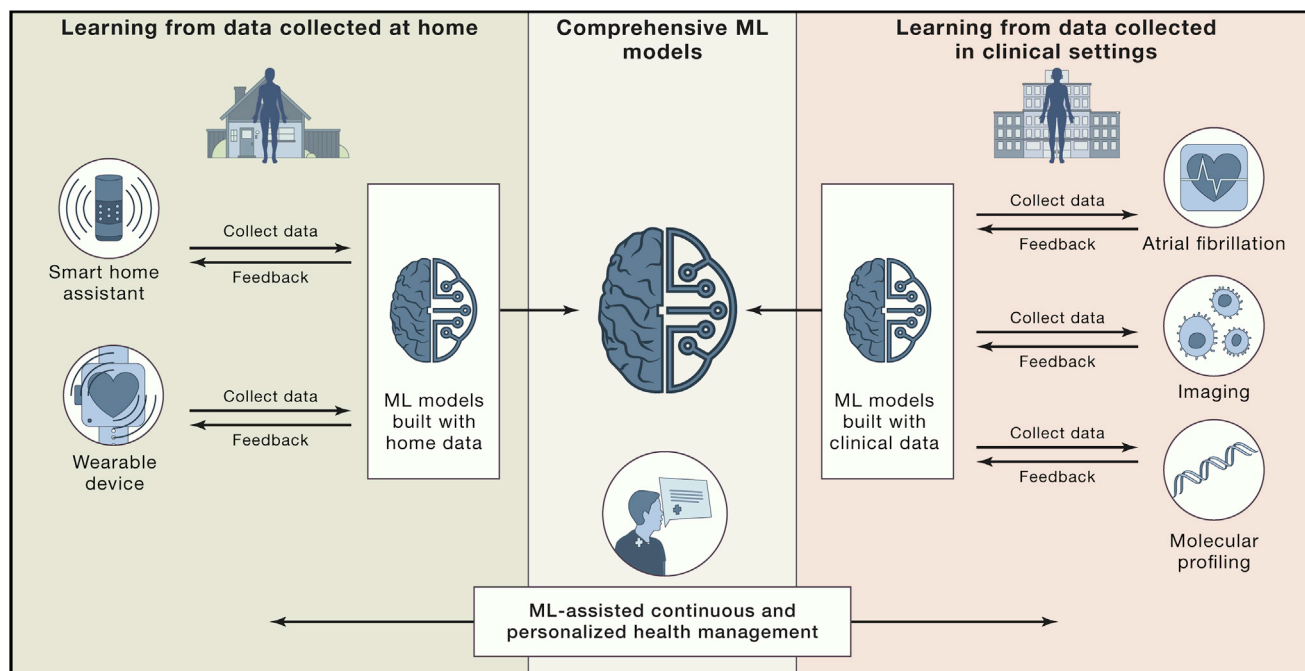 Learning from data collected at home
Smart home
assistant
Collect data
Feedback
Wearable
device
Collect data
Feedback
ML models
built with
home data
Comprehensive ML
models
Learning from data collected
in clinical settings
ML models
built with
clinical data
Collect data
Feedback
Atrial fibrillation
Collect data
Feedback
Imaging
Collect data
Feedback
Molecular
profiling
ML-assisted continuous and
personalized health management